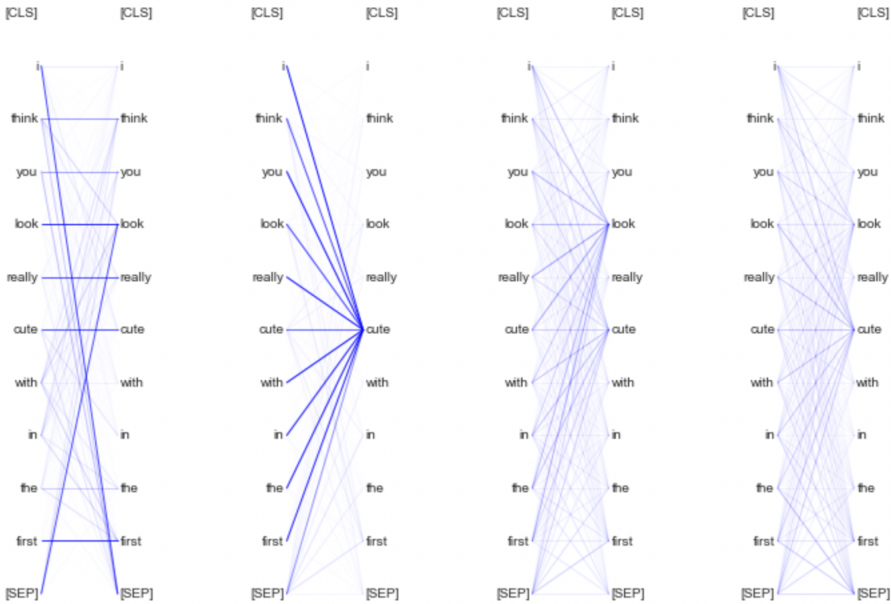 [CLS] [CLS] [CLS] [CLS] [CLS] [CLS] [CLS] [CLS]
i i i i i i i i
think think think think think think think think
you you you you you you you you
look look look look look look look look
really really really really really really really really
cute cute cute cute cute cute cute cute
with with with with with with with with
in in in in in in in in
the the the the the the the the
first first first first first first first first
[SEP] [SEP] [SEP] [SEP] [SEP] [SEP] [SEP] [SEP]